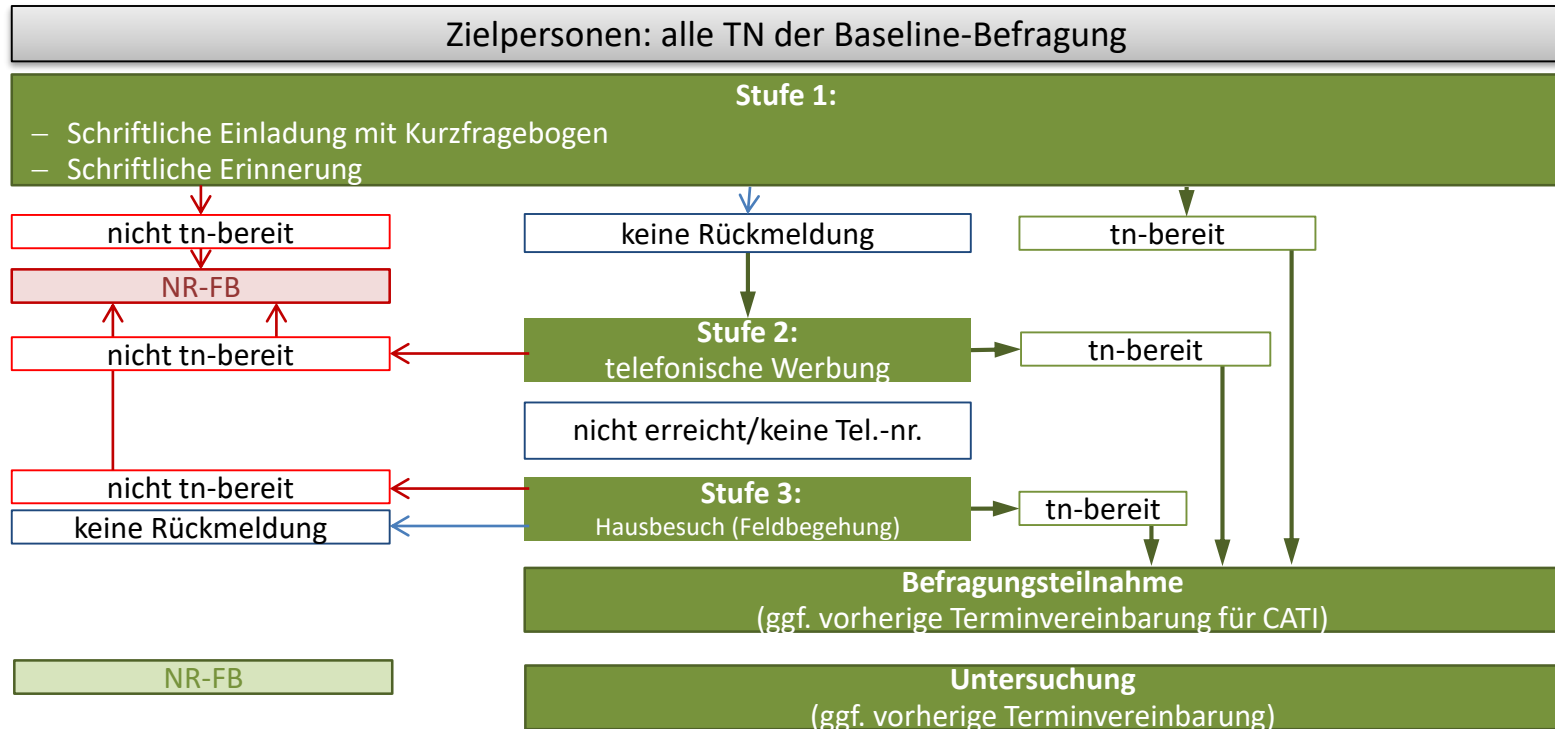 Zielpersonen: alle TN der Baseline-Befragung
Stufe 1:
– Schriftliche Einladung mit Kurzfragebogen
– Schriftliche Erinnerung
nicht tn-bereit
keine Rückmeldung
tn-bereit
NR-FB
Stufe 2:
telefonische Werbung
nicht tn-bereit
tn-bereit
nicht erreicht/keine Tel.-nr.
nicht tn-bereit
Stufe 3:
Hausbesuch (Feldbegehung)
tn-bereit
keine Rückmeldung
Befragungsteilnahme
(ggf. vorherige Terminvereinbarung für CATI)
NR-FB
Untersuchung
(ggf. vorherige Terminvereinbarung)